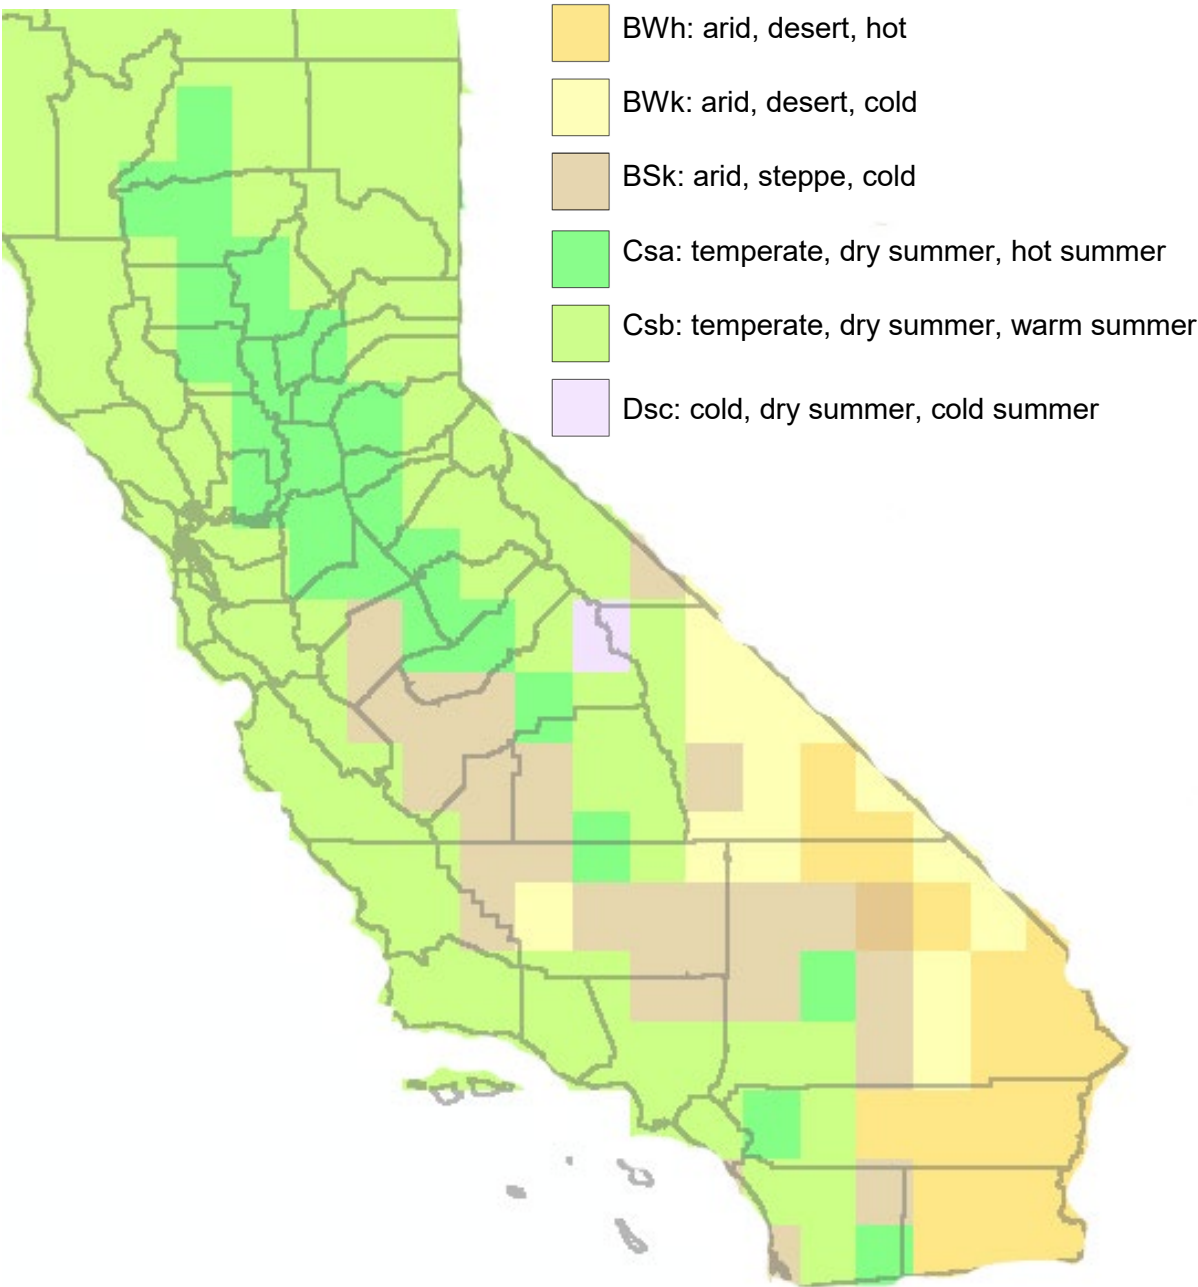 BWh: arid, desert, hot
BWk: arid, desert, cold
BSk: arid, steppe, cold
Csa: temperate, dry summer, hot summer
Csb: temperate, dry summer, warm summer
Dsc: cold, dry summer, cold summer